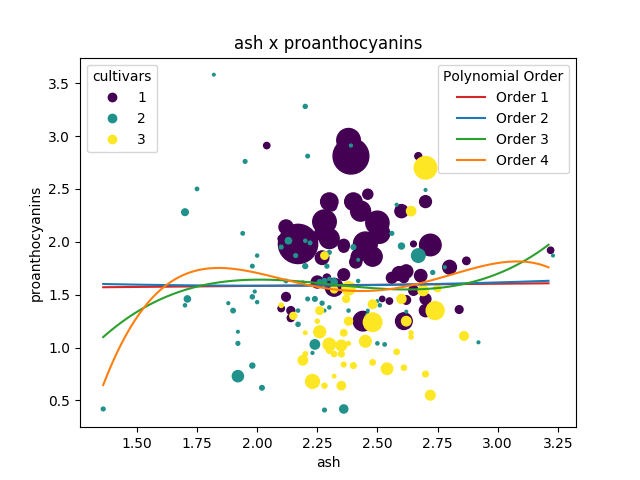 ash x proanthocyanins
cultivars
1
2
3
Polynomial Order
Order 1
Order 2
Order 3
Order 4
proanthocyanins
3.5
3.0
2.5
2.0
1.5
1.0
0.5
1.50 1.75 2.00 2.25 2.50 2.75 3.00 3.25
ash